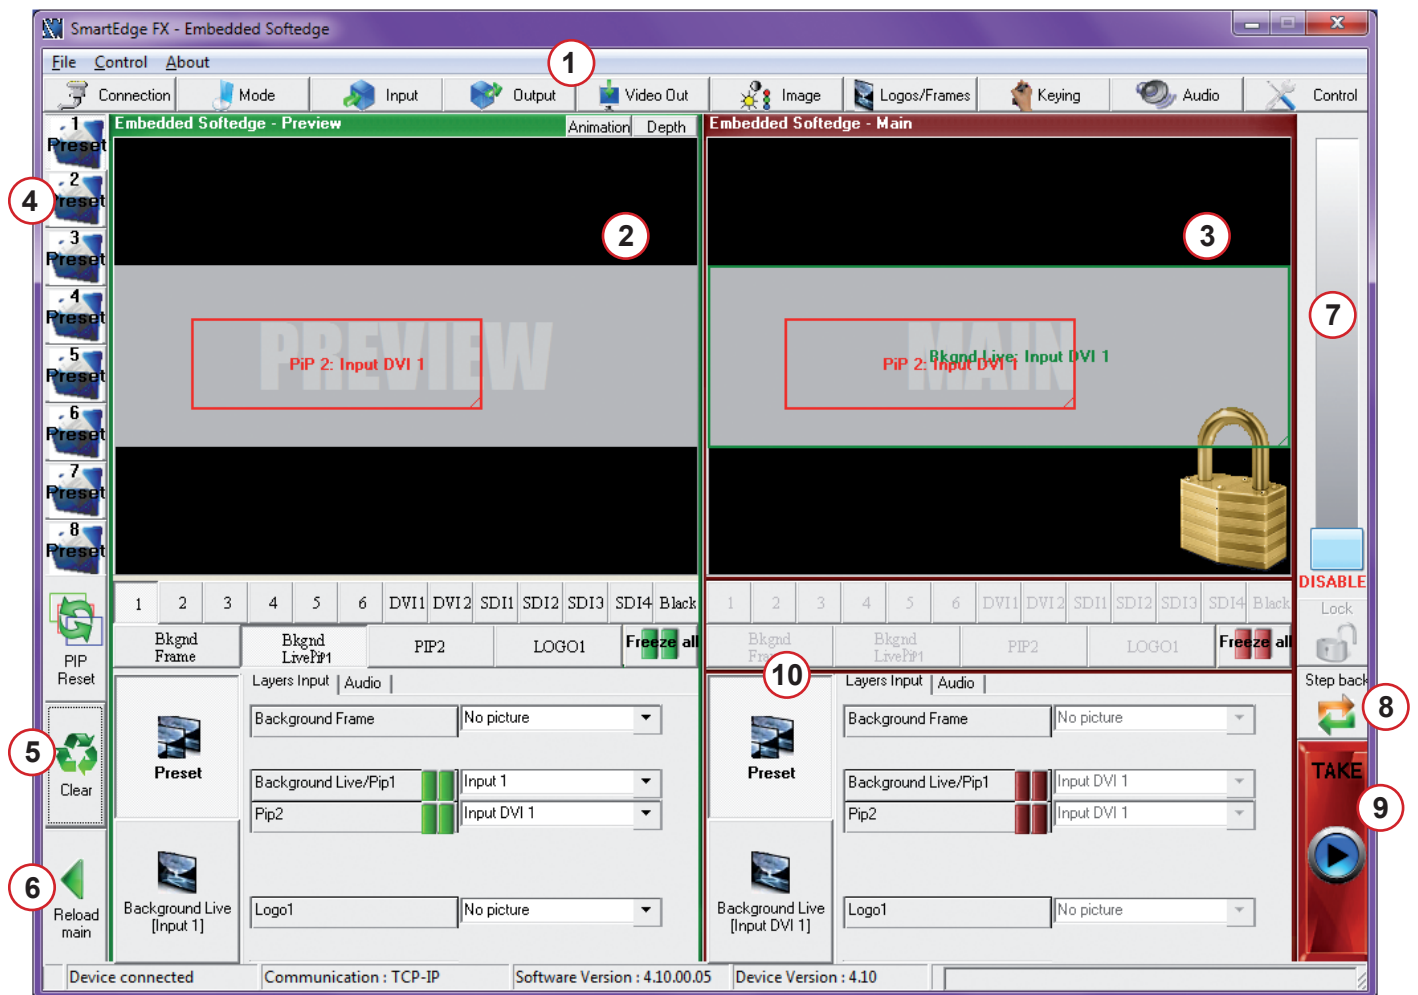 SmartEdge FX - Embedded Softedge
File Control About
1
Connection Mode Input Output Video Out Image Logos/Frames Keying Audio Control
Embedded Softedge - Preview Animation Depth
Embedded Softedge - Main
1
Preset
2
Preset
3
Preset
4
Preset
5
Preset
6
Preset
7
Preset
8
Preset
4
2
3
7
PREVIEW
PiP 2: Input DVI 1
MAIN
PiP 2: Input DVI 1
Bkgnd Live: Input DVI 1
DISABLE
Lock
1 2 3 4 5 6 DVI1 DVI2 SDI1 SDI2 SDI3 SDI4 Black
Bkgnd Frame
Bkgnd LivePiP1
PIP2
LOGO1
Freeze all
1 2 3 4 5 6 DVI1 DVI2 SDI1 SDI2 SDI3 SDI4 Black
Bkgnd Frame
Bkgnd LivePiP1
PIP2
LOGO1
Freeze all
10
PIP
Reset
Step back
8
5
Clear
6
Reload
main
TAKE
9
Layers Input Audio
Preset
Background Frame No picture
Background Live/Pip1 Input 1
Pip2 Input DVI 1
Background Live
[Input 1]
Logo1 No picture
Layers Input Audio
Preset
Background Frame No picture
Background Live/Pip1 Input DVI 1
Pip2 Input DVI 1
Background Live
[Input DVI 1]
Logo1 No picture
Device connected Communication : TCP-IP Software Version : 4.10.00.05 Device Version : 4.10